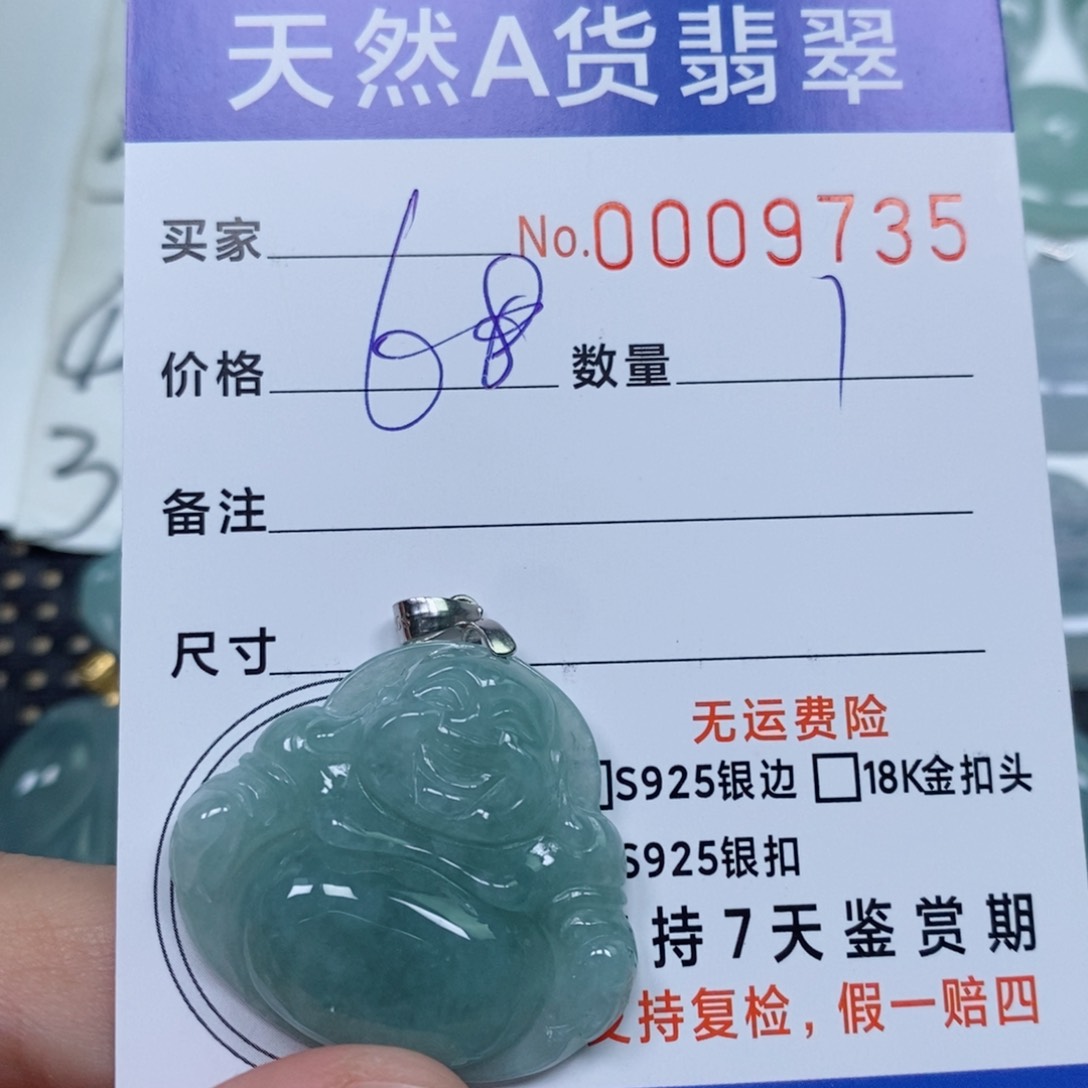 天然A货翡翠
买家 No.0009735
价格 68 数量 1
备注
尺寸
无运费险
S925银边 18K金扣头
S925银扣
持7天鉴赏期
支持复检，假一赔四
3